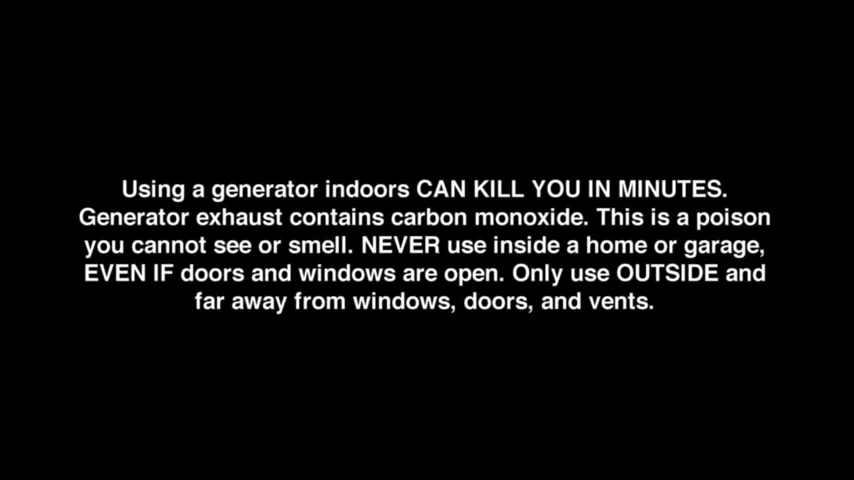 Using a generator indoors CAN KILL YOU IN MINUTES.
Generator exhaust contains carbon monoxide. This is a poison
you cannot see or smell. NEVER use inside a home or garage,
EVEN IF doors and windows are open. Only use OUTSIDE and
far away from windows, doors, and vents.